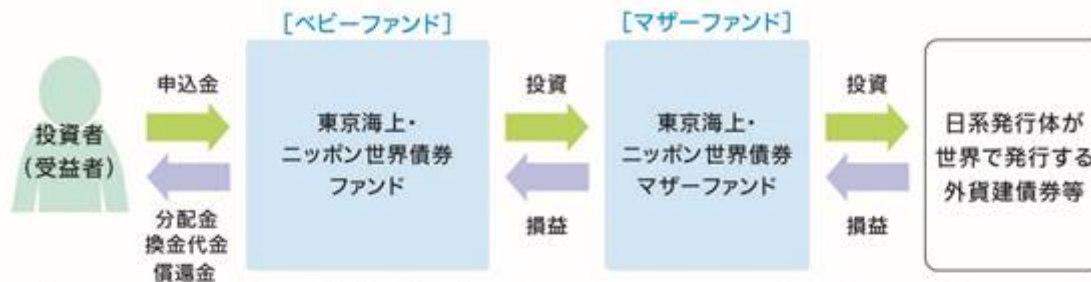 [ベビーファンド]
[マザーファンド]
投資者
(受益者)
申込金
分配金
換金代金
償還金
東京海上・
ニッポン世界債券
ファンド
投資
損益
東京海上・
ニッポン世界債券
マザーファンド
投資
損益
日系発行体が
世界で発行する
外貨建債券等